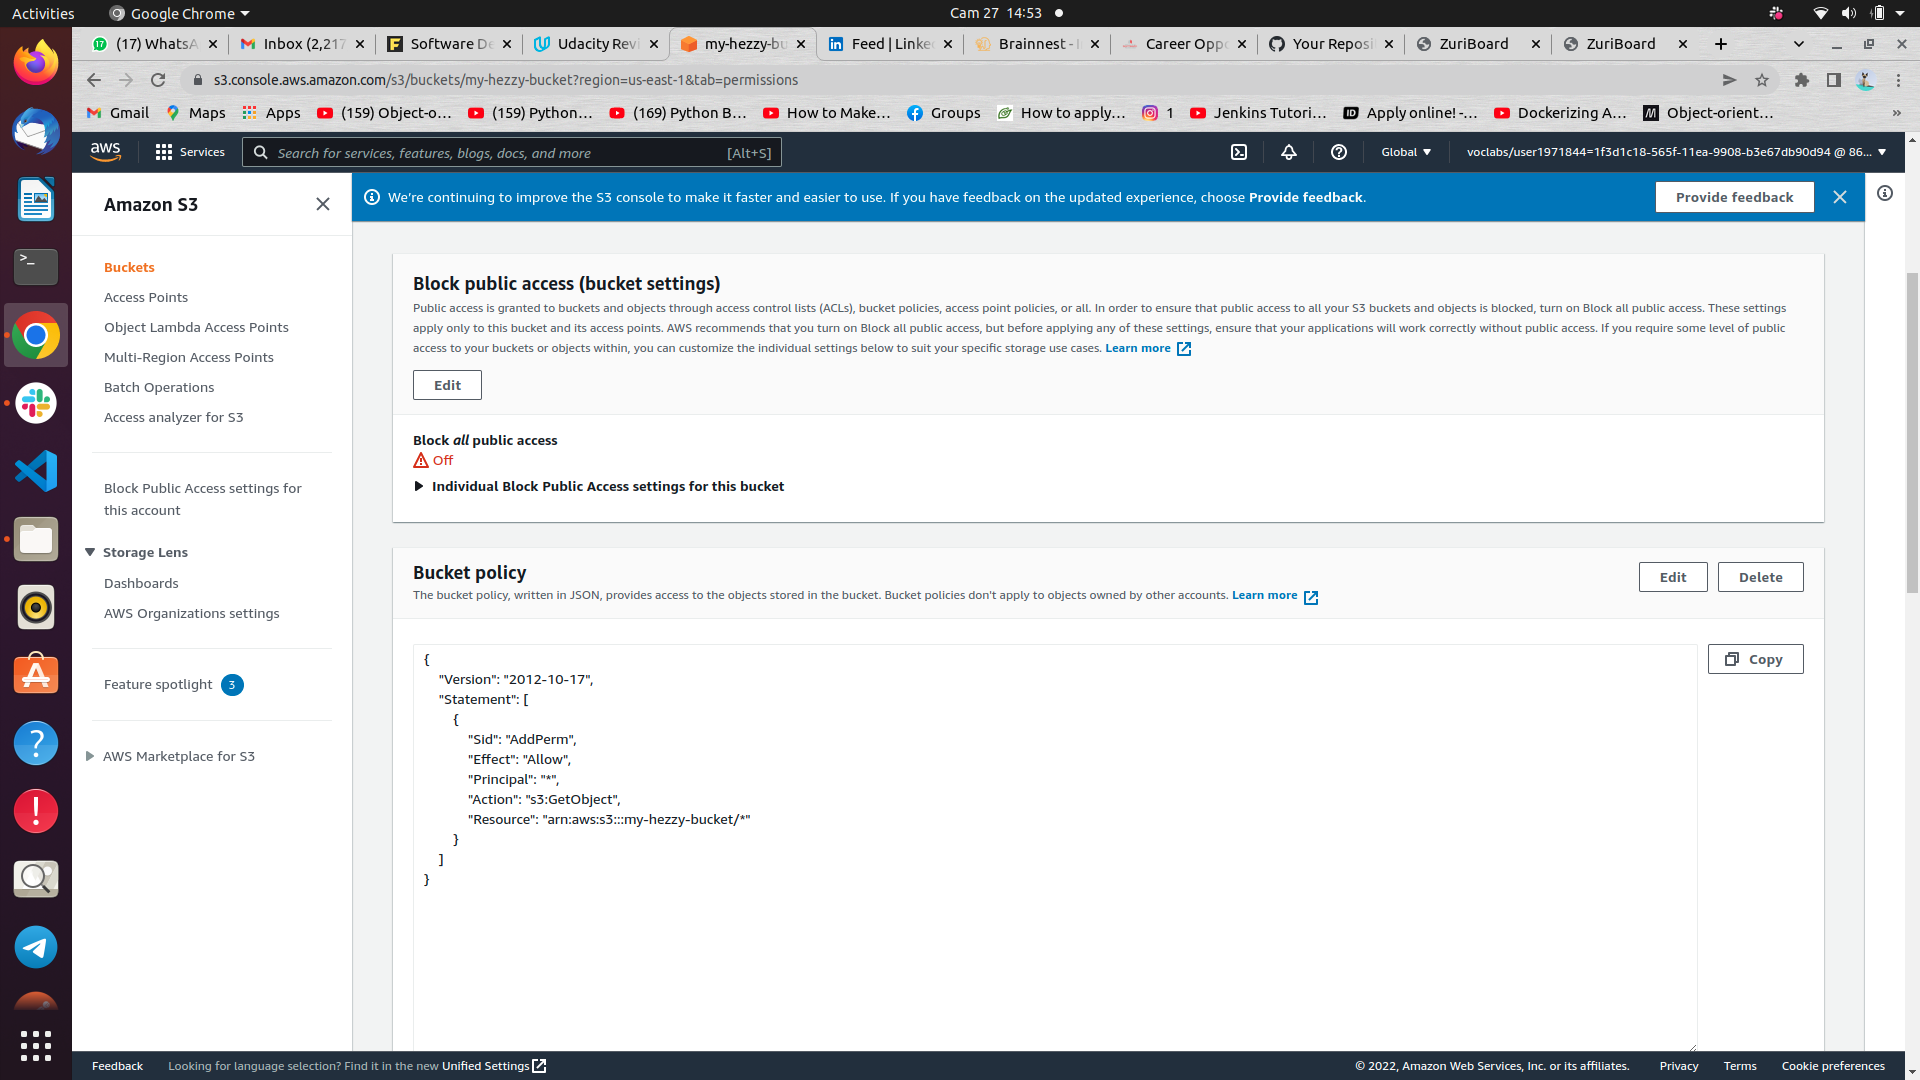 Activities
Google Chrome
Cam 27 14:53
(17) WhatsA
Inbox (2,217
Software De
Udacity Revi
my-hezzy-bu
Feed | Linke
Brainnest - I
Career Oppo
Your Reposi
ZuriBoard
ZuriBoard
s3.console.aws.amazon.com/s3/buckets/my-hezzy-bucket?region=us-east-1&tab=permissions
Gmail
Maps
Apps
(159) Object-o...
(159) Python...
(169) Python B...
How to Make...
Groups
How to apply...
1
Jenkins Tutori...
Apply online! -...
Dockerizing A...
Object-orient...
»
aws
Services
Search for services, features, blogs, docs, and more
[Alt+S]
Global
voclabs/user1971844=1f3d1c18-565f-11ea-9908-b3e67db90d94 @ 86...
Amazon S3
We're continuing to improve the S3 console to make it faster and easier to use. If you have feedback on the updated experience, choose Provide feedback.
Provide feedback
Buckets
Access Points
Object Lambda Access Points
Multi-Region Access Points
Batch Operations
Access analyzer for S3
Block Public Access settings for
this account
Storage Lens
Dashboards
AWS Organizations settings
Feature spotlight 3
AWS Marketplace for S3
Block public access (bucket settings)
Public access is granted to buckets and objects through access control lists (ACLs), bucket policies, access point policies, or all. In order to ensure that public access to all your S3 buckets and objects is blocked, turn on Block all public access. These settings
apply only to this bucket and its access points. AWS recommends that you turn on Block all public access, but before applying any of these settings, ensure that your applications will work correctly without public access. If you require some level of public
access to your buckets or objects within, you can customize the individual settings below to suit your specific storage use cases. Learn more
Edit
Block all public access
Off
Individual Block Public Access settings for this bucket
Bucket policy
The bucket policy, written in JSON, provides access to the objects stored in the bucket. Bucket policies don't apply to objects owned by other accounts. Learn more
Edit
Delete
Copy
{
"Version": "2012-10-17",
"Statement": [
{
"Sid": "AddPerm",
"Effect": "Allow",
"Principal": "*",
"Action": "s3:GetObject",
"Resource": "arn:aws:s3:::my-hezzy-bucket/*"
}
]
}
Feedback
Looking for language selection? Find it in the new Unified Settings
© 2022, Amazon Web Services, Inc. or its affiliates.
Privacy
Terms
Cookie preferences